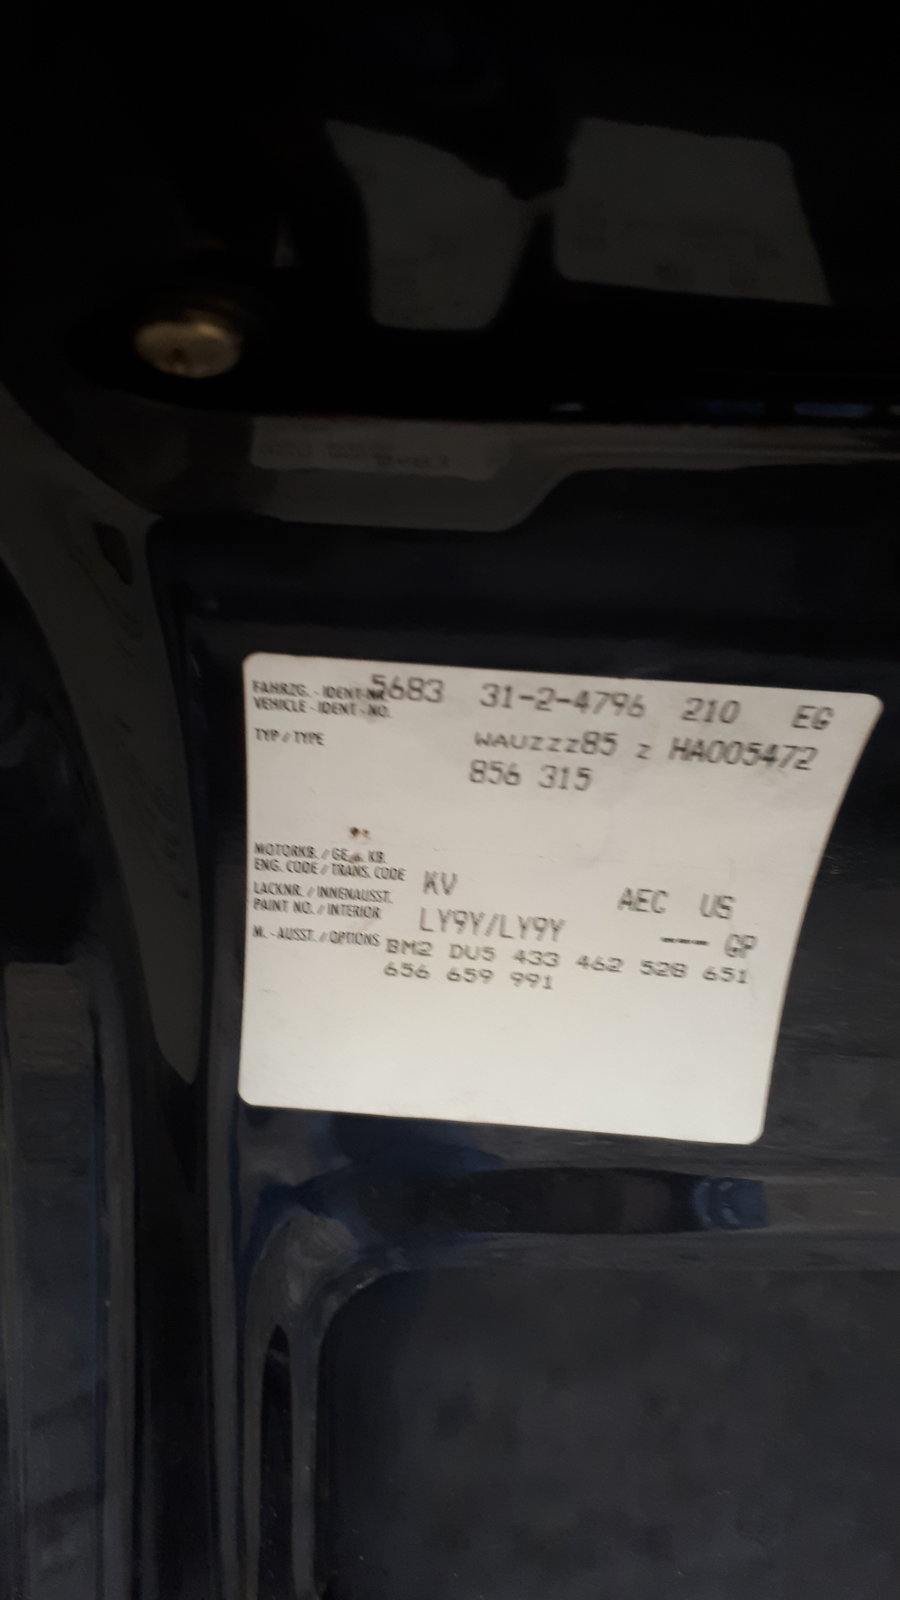 5683 31-2-4796 210 EG
FAHRZG. - IDENT-NR.
VEHICLE - IDENT - NO.
WAUZZZ85 Z HA005472
TYP / TYPE
856 315
MOTORKB. / GE . KB.
ENG. CODE / TRANS. CODE
KV AEC US
LACKNR. / INNENAUSST.
PAINT NO. / INTERIOR
LY9Y/LY9Y --- GP
M. - AUSST. / OPTIONS
BM2 DU5 433 462 528 651
656 659 991